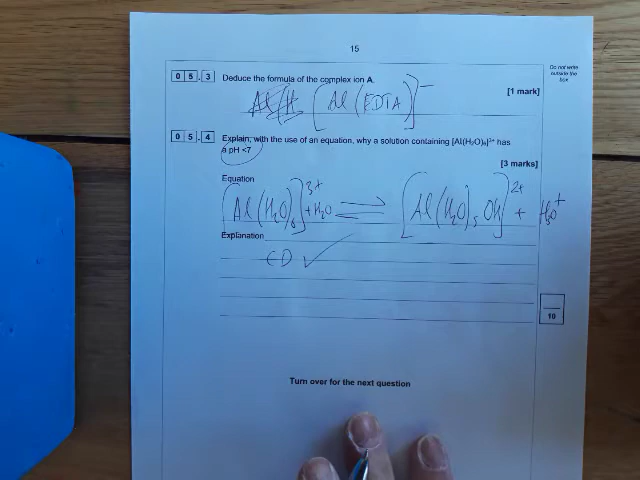 15
0 5 . 3 Deduce the formula of the complex ion A.
Do not write outside the box
[1 mark]
[Al(EDTA)]⁻
0 5 . 4 Explain, with the use of an equation, why a solution containing [Al(H₂O)₆]³⁺ has
a pH <7
[3 marks]
Equation
[Al(H₂O)₆]³⁺ + H₂O ⇌ [Al(H₂O)₅OH]²⁺ + H₃O⁺
Explanation
CD ✓
10
Turn over for the next question